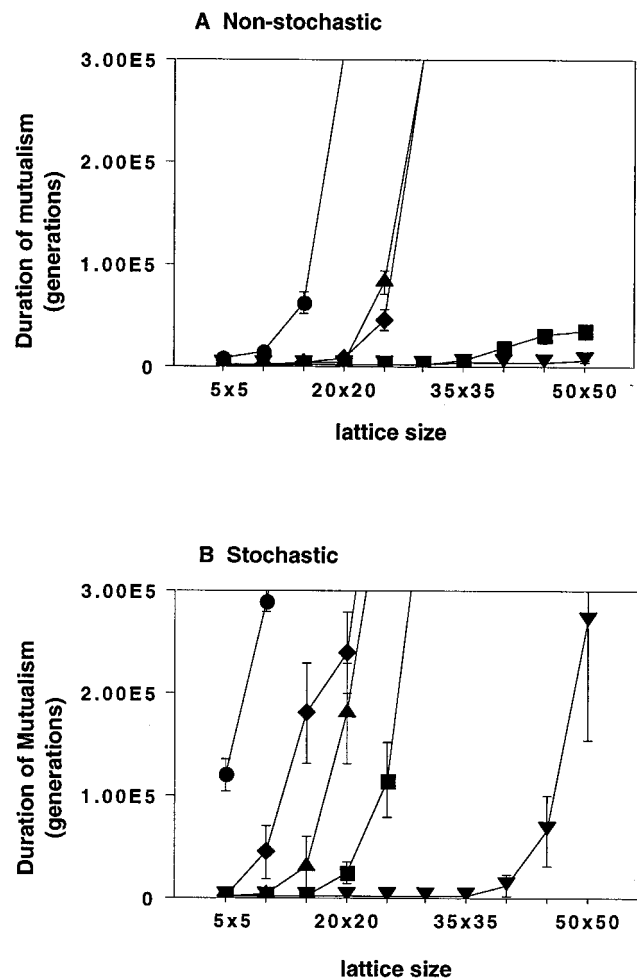 A Non-stochastic
Duration of mutualism
(generations)
3.00E5
2.00E5
1.00E5
0
5x5
20x20
35x35
50x50
lattice size
B Stochastic
Duration of Mutualism
(generations)
3.00E5
2.00E5
1.00E5
0
5x5
20x20
35x35
50x50
lattice size